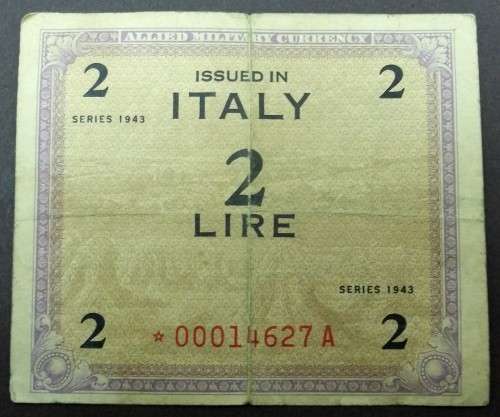 ALLIED MILITARY CURRENCY
2 ISSUED IN 2
SERIES 1943 ITALY
2
LIRE
SERIES 1943
2 *00014627A 2